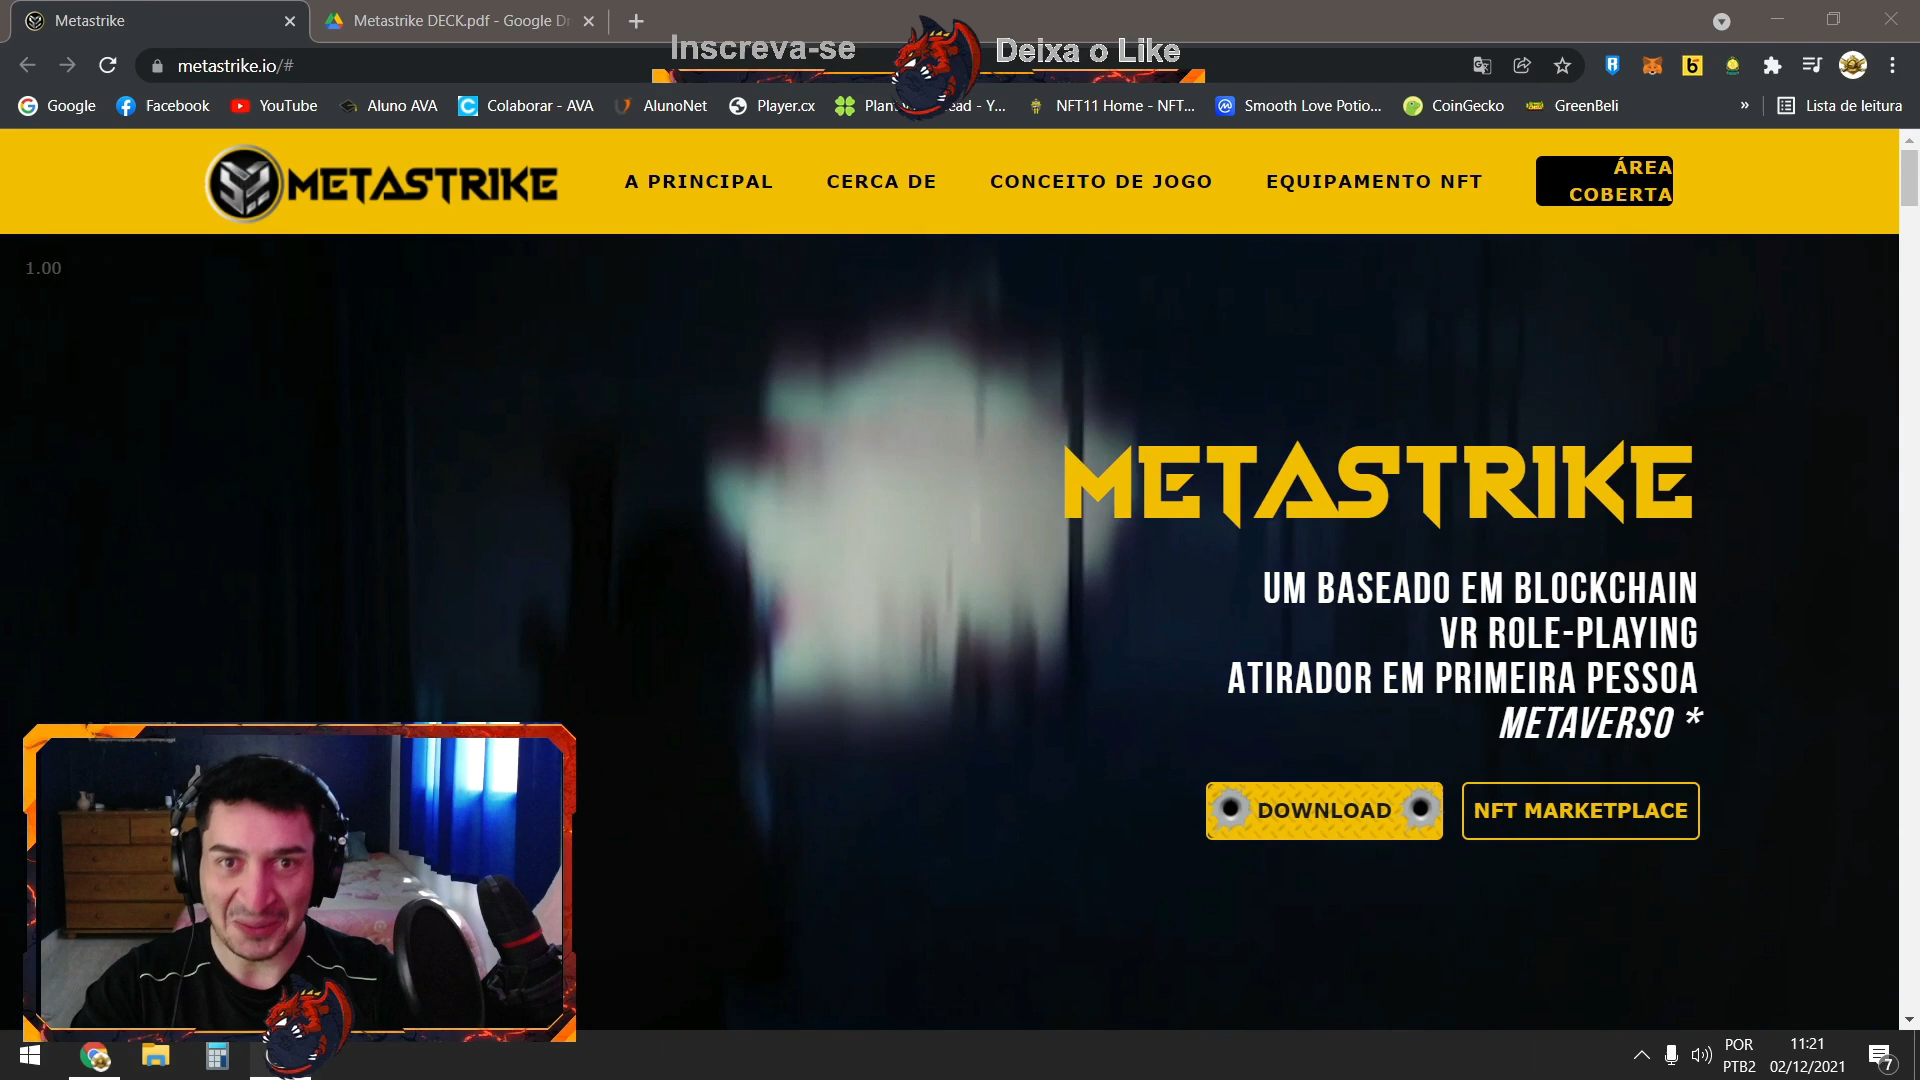 Metastrike
Metastrike DECK.pdf - Google Dr
Inscreva-se
Deixa o Like
metastrike.io/#
Google
Facebook
YouTube
Aluno AVA
Colaborar - AVA
AlunoNet
Player.cx
ead - Y...
NFT11 Home - NFT...
Smooth Love Potio...
CoinGecko
GreenBeli
»
Lista de leitura
METASTRIKE
A PRINCIPAL
CERCA DE
CONCEITO DE JOGO
EQUIPAMENTO NFT
ÁREA
COBERTA
1.00
METASTRIKE
UM BASEADO EM BLOCKCHAIN
VR ROLE-PLAYING
ATIRADOR EM PRIMEIRA PESSOA
METAVERSO *
DOWNLOAD
NFT MARKETPLACE
POR
PTB2
11:21
02/12/2021
7